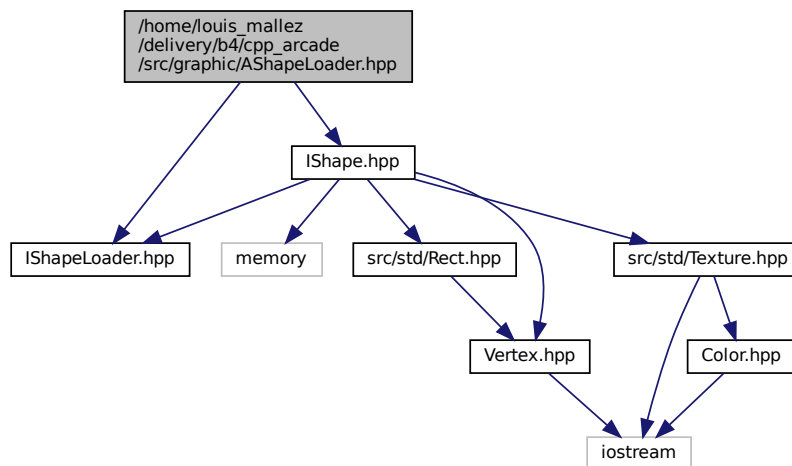 /home/louis_mallez
/delivery/b4/cpp_arcade
/src/graphic/AShapeLoader.hpp
IShape.hpp
IShapeLoader.hpp
memory
src/std/Rect.hpp
src/std/Texture.hpp
Vertex.hpp
Color.hpp
iostream